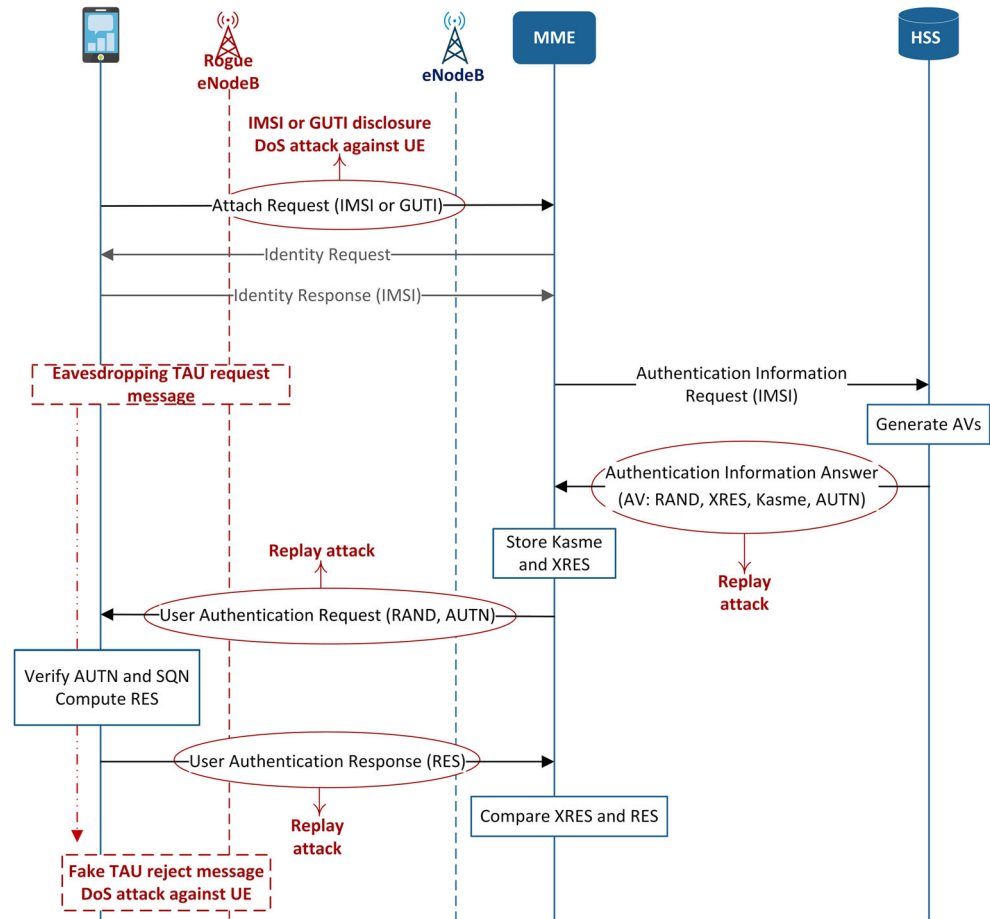 MME
HSS
Rogue
eNodeB
eNodeB
IMSI or GUTI disclosure
DoS attack against UE
Attach Request (IMSI or GUTI)
Identity Request
Identity Response (IMSI)
Eavesdropping TAU request
message
Authentication Information
Request (IMSI)
Generate AVs
Authentication Information Answer
(AV: RAND, XRES, Kasme, AUTN)
Store Kasme
and XRES
Replay attack
Replay
attack
User Authentication Request (RAND, AUTN)
Verify AUTN and SQN
Compute RES
User Authentication Response (RES)
Replay
attack
Compare XRES and RES
Fake TAU reject message
DoS attack against UE